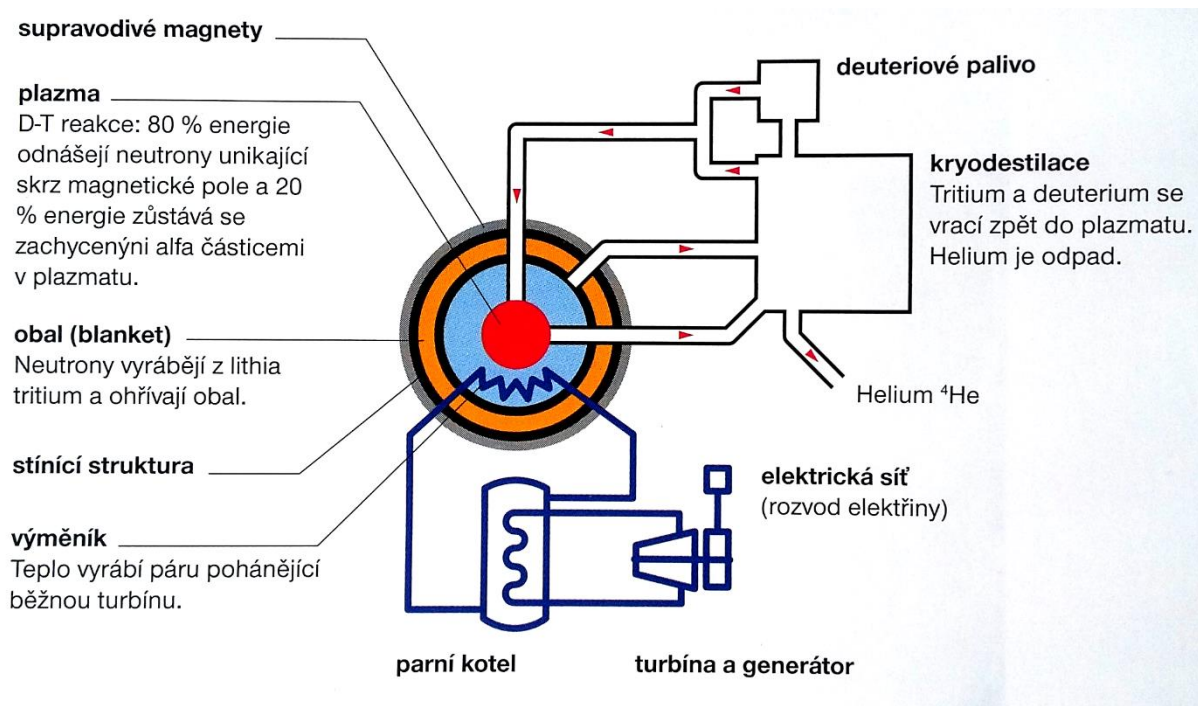 supravodivé magnety
plazma
D-T reakce: 80 % energie
odnášejí neutrony unikající
skrz magnetické pole a 20
% energie zůstává se
zachycenýni alfa částicemi
v plazmatu.
obal (blanket)
Neutrony vyrábějí z lithia
tritium a ohřívají obal.
stínící struktura
výměník
Teplo vyrábí páru pohánějící
běžnou turbínu.
deuteriové palivo
kryodestilace
Tritium a deuterium se
vrací zpět do plazmatu.
Helium je odpad.
Helium ⁴He
elektrická síť
(rozvod elektřiny)
parní kotel
turbína a generátor